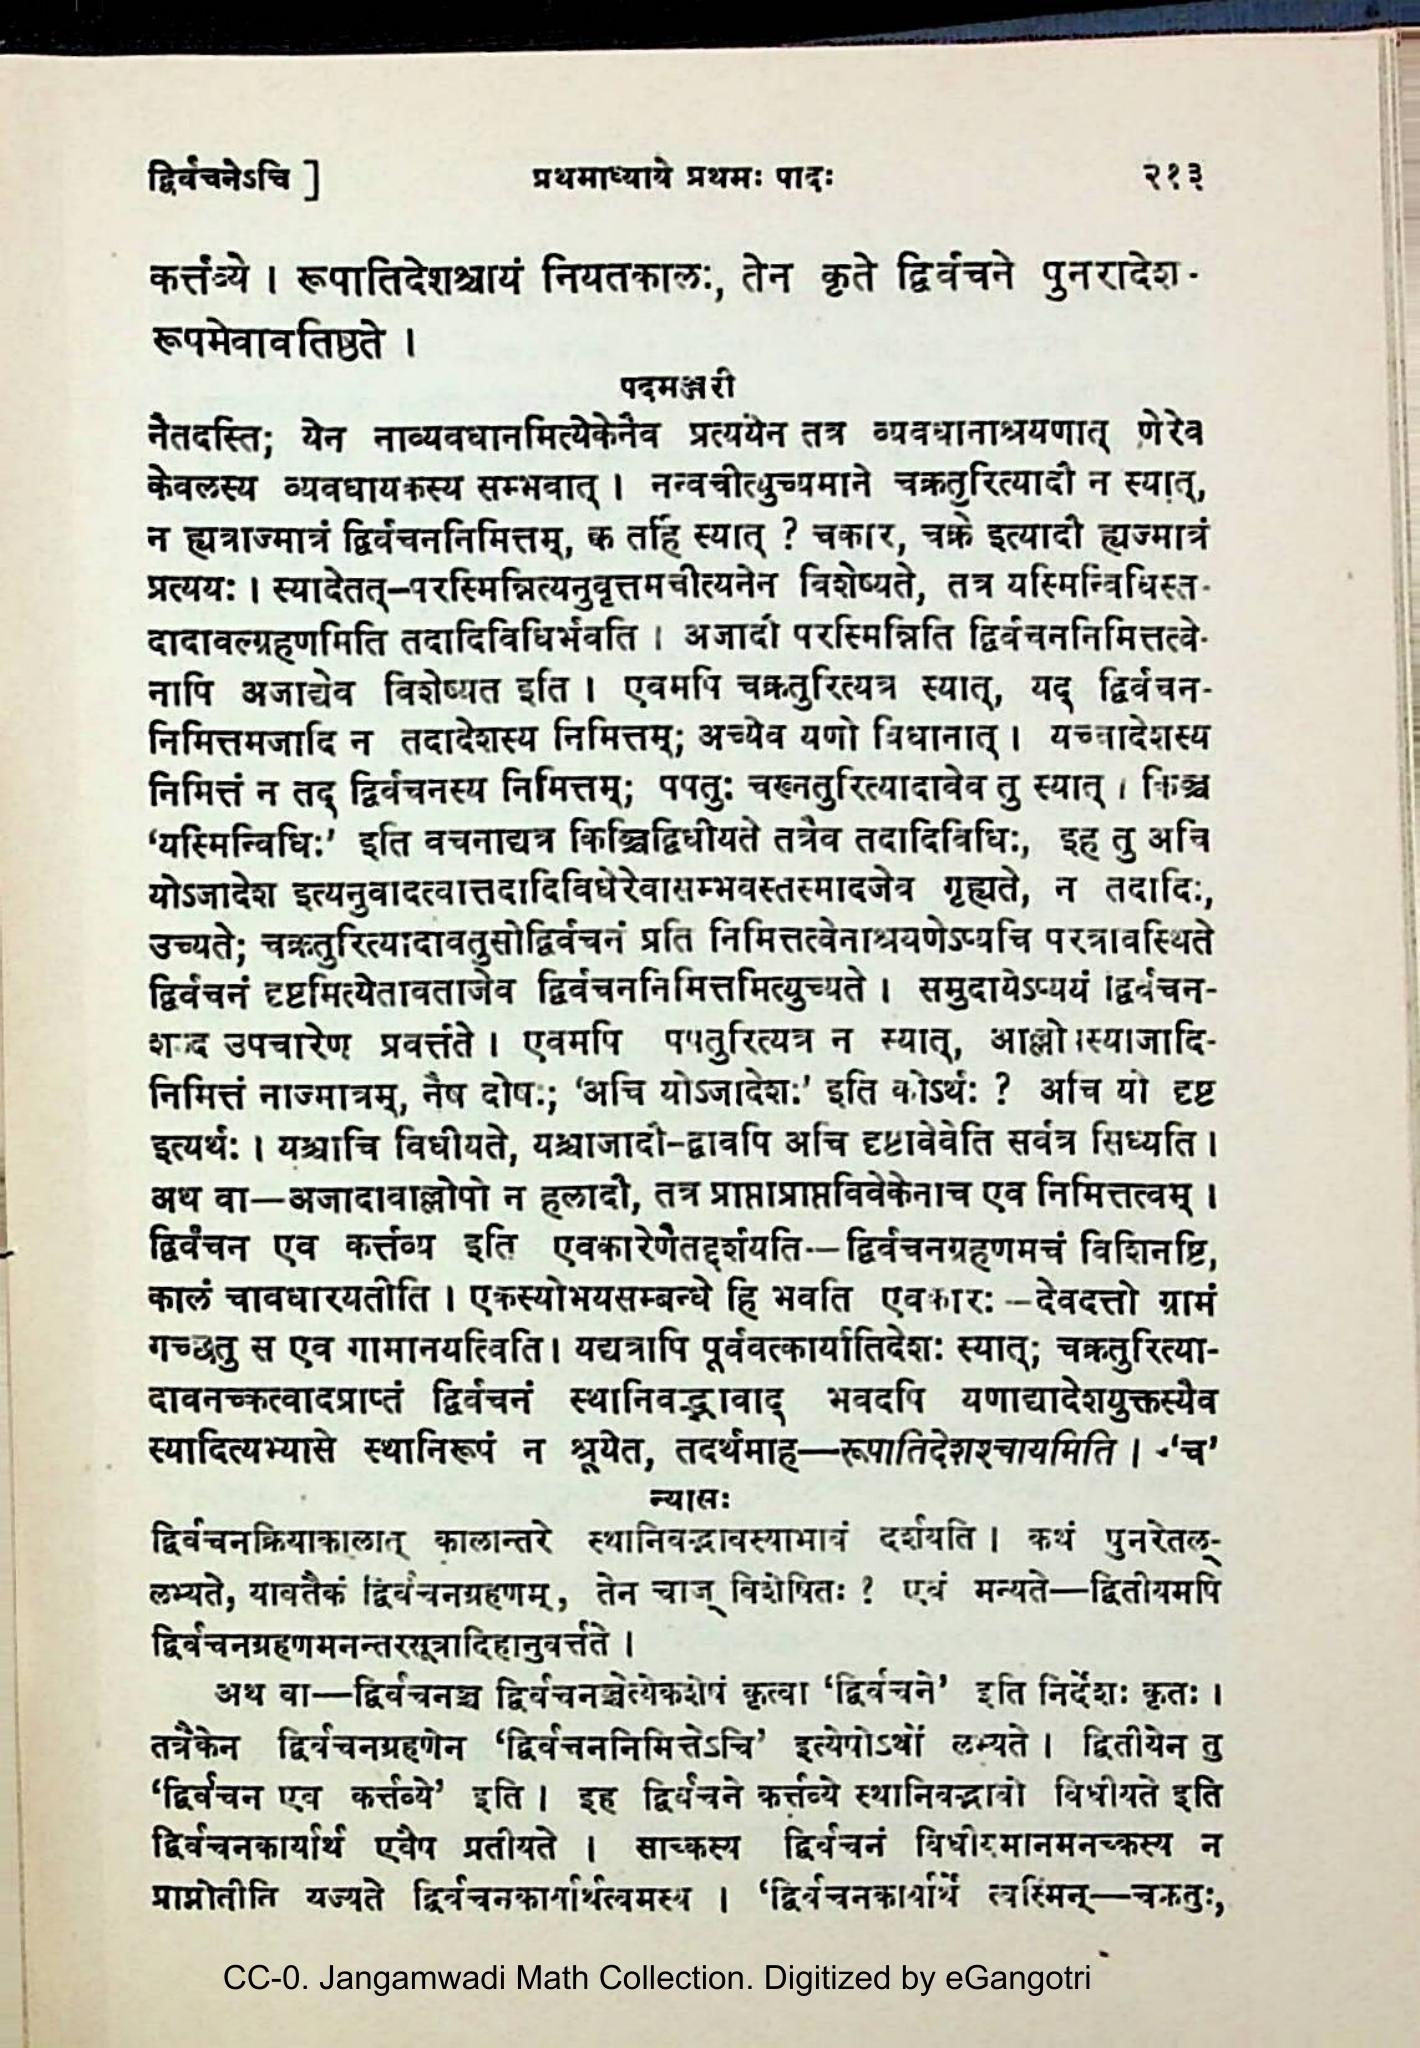 द्विर्वचनेऽचि ] प्रथमाध्याये प्रथमः पादः २१३
कर्त्तव्ये । रूपातिदेशश्चायं नियतकालः, तेन कृते द्विर्वचने पुनरादेश-
रूपमेवावतिष्ठते ।
पदमञ्जरी
नैतदस्ति; येन नाव्यवधानमित्येकेनैव प्रत्ययेन तत्र व्यवधानाश्रयणात् णेरेव
केवलस्य व्यवधायकस्य सम्भवात् । नन्वचीत्युच्यमाने चक्रतुरित्यादौ न स्यात्,
न ह्यत्राज्मात्रं द्विर्वचननिमित्तम्, क्व तर्हि स्यात् ? चकार, चक्रे इत्यादौ ह्यज्मात्रं
प्रत्ययः । स्यादेतत्–परस्मिन्नित्यनुवृत्तमचीत्यनेन विशेष्यते, तत्र यस्मिन्विधिस्त-
दादावल्ग्रहणमिति तदादिविधिर्भवति । अजादौ परस्मिन्निति द्विर्वचननिमित्तत्वे-
नापि अजाद्येव विशेष्यत इति । एवमपि चक्रतुरित्यत्र स्यात्, यद् द्विर्वचन-
निमित्तमजादि न तदादेशस्य निमित्तम्; अच्येव यणो विधानात् । यच्चादेशस्य
निमित्तं न तद् द्विर्वचनस्य निमित्तम्; पपतुः चख्नतुरित्यादावेव तु स्यात् । किञ्च
‘यस्मिन्विधिः’ इति वचनाद्यत्र किञ्चिद्विधीयते तत्रैव तदादिविधिः, इह तु अचि
योऽजादेश इत्यनुवादत्वात्तदादिविधेरेवासम्भवस्तस्मादजेव गृह्यते, न तदादिः,
उच्यते; चक्रतुरित्यादावतुसोद्विर्वचनं प्रति निमित्तत्वेनाश्रयणेऽप्यचि परत्रावस्थिते
द्विर्वचनं दृष्टमित्येतावताजेव द्विर्वचननिमित्तमित्युच्यते । समुदायेऽप्ययं द्विर्वचन-
शब्द उपचारेण प्रवर्त्तते । एवमपि पपतुरित्यत्र न स्यात्, आल्लोपस्याजादि-
निमित्तं नाज्मात्रम्, नैष दोषः; ‘अचि योऽजादेशः’ इति कोऽर्थः ? अचि यो दृष्ट
इत्यर्थः । यश्चाचि विधीयते, यश्चाजादौ–द्वावपि अचि दृष्टावेवेति सर्वत्र सिध्यति ।
अथ वा—अजादावाल्लोपो न हलादौ, तत्र प्राप्ताप्राप्तविवेकेनाच एव निमित्तत्वम् ।
द्विर्वचन एव कर्त्तव्य इति एवकारेणैतद्दर्शयति—द्विर्वचनग्रहणमचं विशिनष्टि,
कालं चावधारयतीति । एकस्योभयसम्बन्धे हि भवति एवकारः –देवदत्तो ग्रामं
गच्छतु स एव गामानयत्विति । यद्यत्रापि पूर्ववत्कार्यातिदेशः स्यात्; चक्रतुरित्या-
दावनच्कत्वादप्राप्तं द्विर्वचनं स्थानिवद्भावाद् भवदपि यणाद्यादेशयुक्तस्यैव
स्यादित्यभ्यासे स्थानिरूपं न श्रूयेत, तदर्थमाह—रूपातिदेशश्चायमिति । ‘च’
न्यासः
द्विर्वचनक्रियाकालात् कालान्तरे स्थानिवद्भावस्याभावं दर्शयति । कथं पुनरेतल्-
लभ्यते, यावतैकं द्विर्वचनग्रहणम्, तेन चाज् विशेषितः ? एवं मन्यते—द्वितीयमपि
द्विर्वचनग्रहणमनन्तरसूत्रादिहानुवर्त्तते ।
अथ वा—द्विर्वचनञ्च द्विर्वचनञ्चेत्येकशेषं कृत्वा ‘द्विर्वचने’ इति निर्देशः कृतः ।
तत्रैकेन द्विर्वचनग्रहणेन ‘द्विर्वचननिमित्तेऽचि’ इत्येषोऽर्थो लभ्यते । द्वितीयेन तु
‘द्विर्वचन एव कर्त्तव्ये’ इति । इह द्विर्वचने कर्त्तव्ये स्थानिवद्भावो विधीयते इति
द्विर्वचनकार्यार्थ एवैष प्रतीयते । साच्कस्य द्विर्वचनं विधीयमानमनच्कस्य न
प्राप्नोतीति यज्यते द्विर्वचनकार्यार्थत्वमस्य । ‘द्विर्वचनकार्यार्थे त्वस्मिन्—चक्रतुः,
CC-0. Jangamwadi Math Collection. Digitized by eGangotri